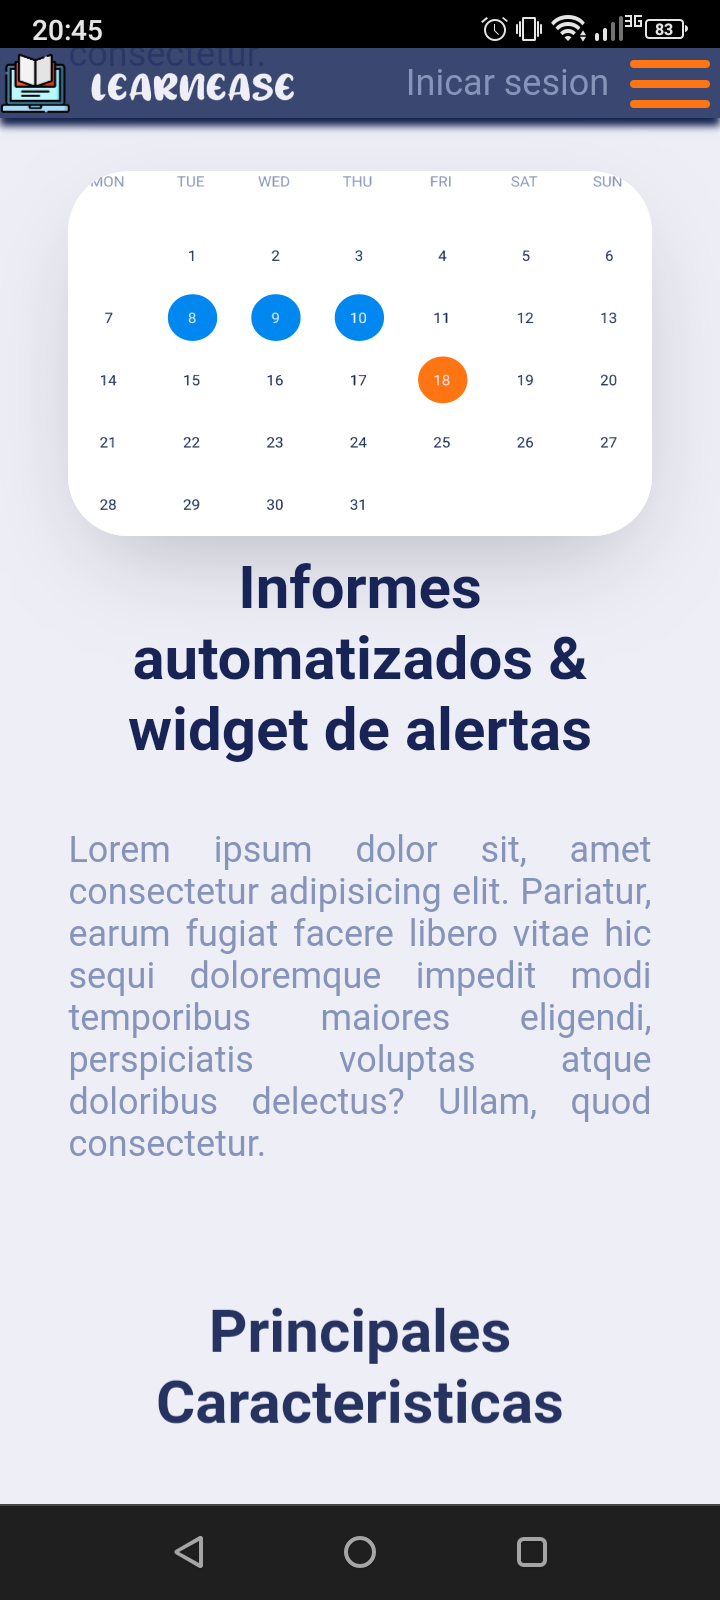 20:45
3G 83
consectetur.
LEARNEASE
Inicar sesion
MON TUE WED THU FRI SAT SUN
1 2 3 4 5 6
7 8 9 10 11 12 13
14 15 16 17 18 19 20
21 22 23 24 25 26 27
28 29 30 31
Informes
automatizados &
widget de alertas
Lorem ipsum dolor sit, amet
consectetur adipisicing elit. Pariatur,
earum fugiat facere libero vitae hic
sequi doloremque impedit modi
temporibus maiores eligendi,
perspiciatis voluptas atque
doloribus delectus? Ullam, quod
consectetur.
Principales
Caracteristicas